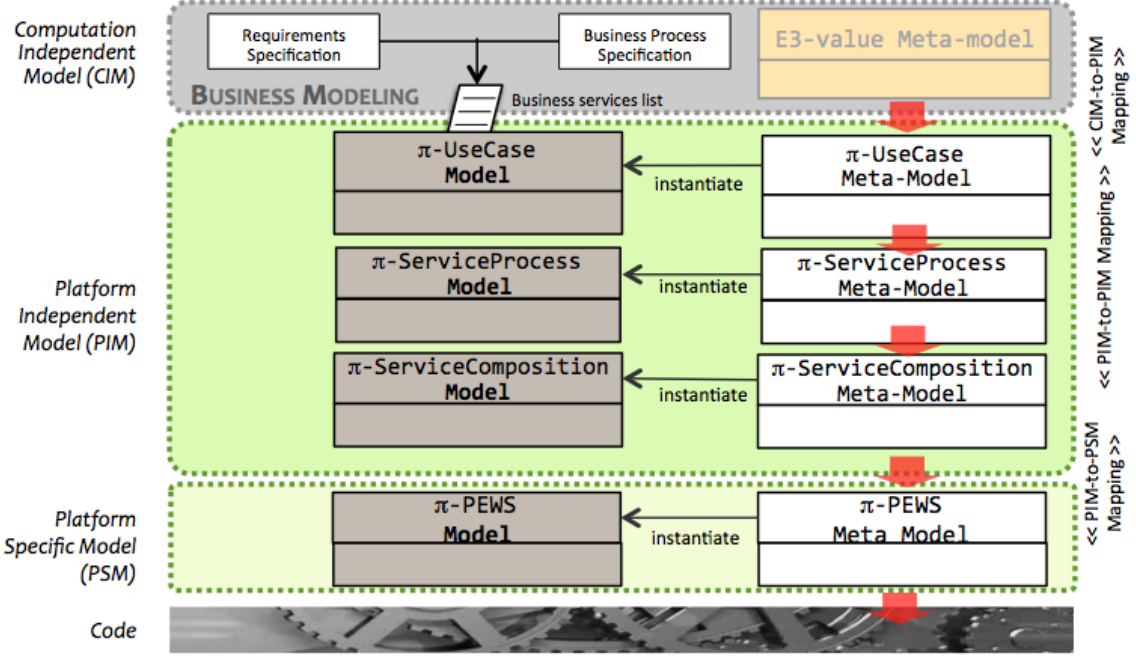 Computation
Independent
Model (CIM)
Requirements
Specification
Business Process
Specification
E3-value Meta-model
BUSINESS MODELING
Business services list
<< CIM-to-PIM
Mapping >>
π-UseCase
Model
instantiate
π-UseCase
Meta-Model
Platform
Independent
Model (PIM)
π-ServiceProcess
Model
instantiate
π-ServiceProcess
Meta-Model
<< PIM-to-PIM Mapping >>
π-ServiceComposition
Model
instantiate
π-ServiceComposition
Meta-Model
<< PIM-to-PSM
Mapping >>
Platform
Specific Model
(PSM)
π-PEWS
Model
instantiate
π-PEWS
Meta Model
Code